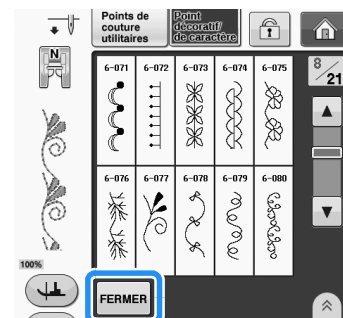 Points de
couture
utilitaires
Point
décoratif/
de caractère
N
8/21
6-071 6-072 6-073 6-074 6-075
6-076 6-077 6-078 6-079 6-080
100%
FERMER